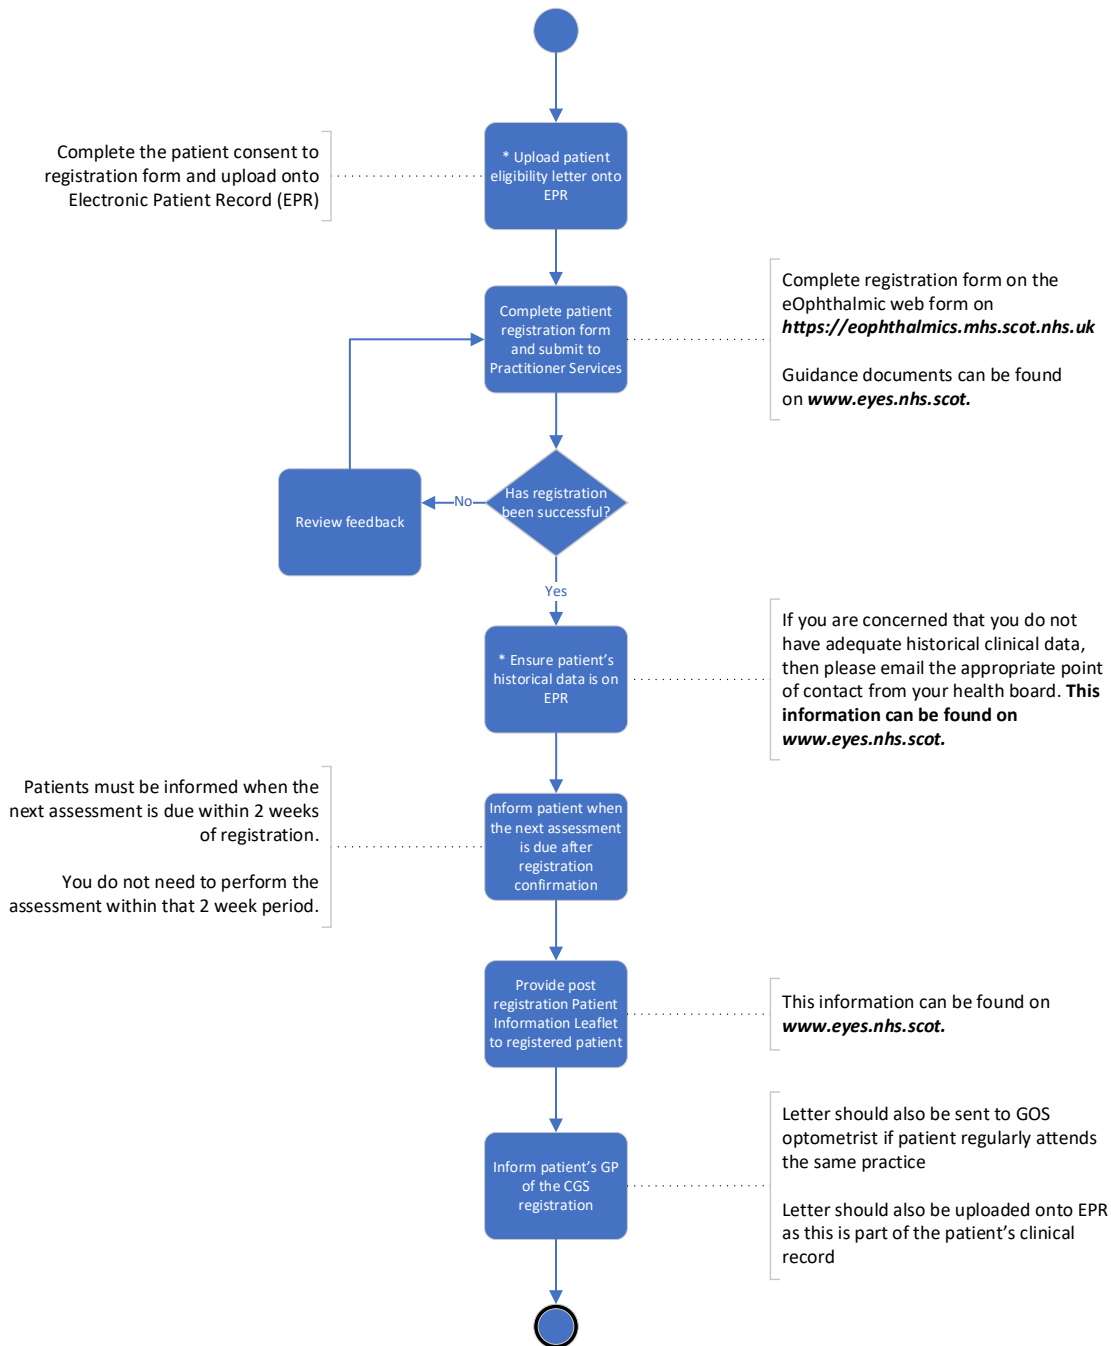 Complete the patient consent to
registration form and upload onto
Electronic Patient Record (EPR)
* Upload patient
eligibility letter onto
EPR
Complete patient
registration form
and submit to
Practitioner Services
Complete registration form on the
eOphthalmic web form on
https://eophthalmics.mhs.scot.nhs.uk
Guidance documents can be found
on www.eyes.nhs.scot.
Has registration
been successful?
No
Review feedback
Yes
* Ensure patient’s
historical data is on
EPR
If you are concerned that you do not
have adequate historical clinical data,
then please email the appropriate point
of contact from your health board. This
information can be found on
www.eyes.nhs.scot.
Patients must be informed when the
next assessment is due within 2 weeks
of registration.
You do not need to perform the
assessment within that 2 week period.
Inform patient when
the next assessment
is due after
registration
confirmation
Provide post
registration Patient
Information Leaflet
to registered patient
This information can be found on
www.eyes.nhs.scot.
Inform patient’s GP
of the CGS
registration
Letter should also be sent to GOS
optometrist if patient regularly attends
the same practice
Letter should also be uploaded onto EPR
as this is part of the patient’s clinical
record